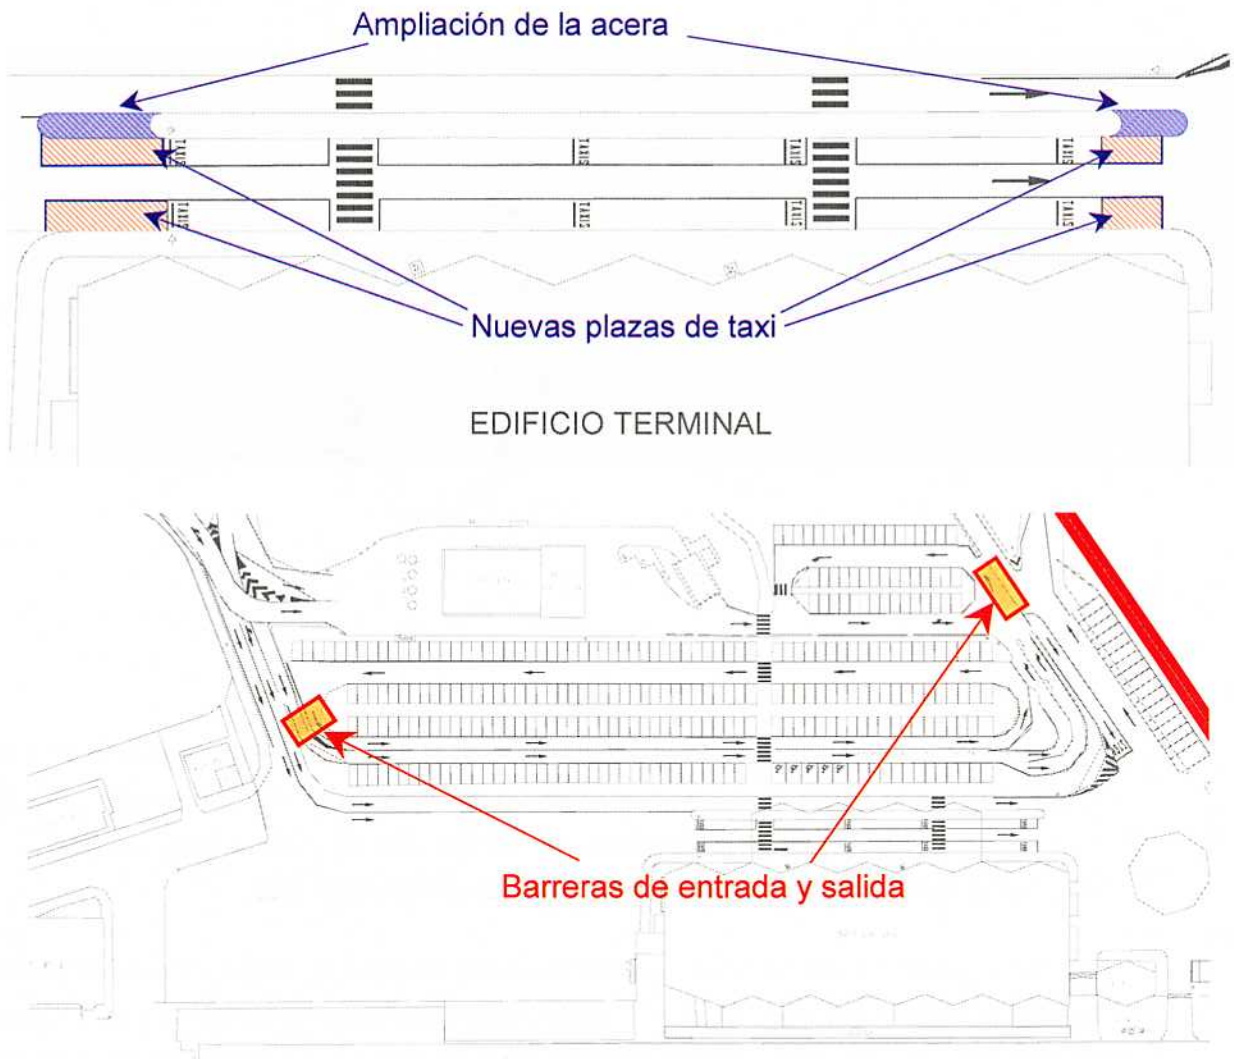 Ampliación de la acera
TAXIS
TAXIS
TAXIS
TAXIS
TAXIS
TAXIS
TAXIS
TAXIS
Nuevas plazas de taxi
EDIFICIO TERMINAL
Barreras de entrada y salida